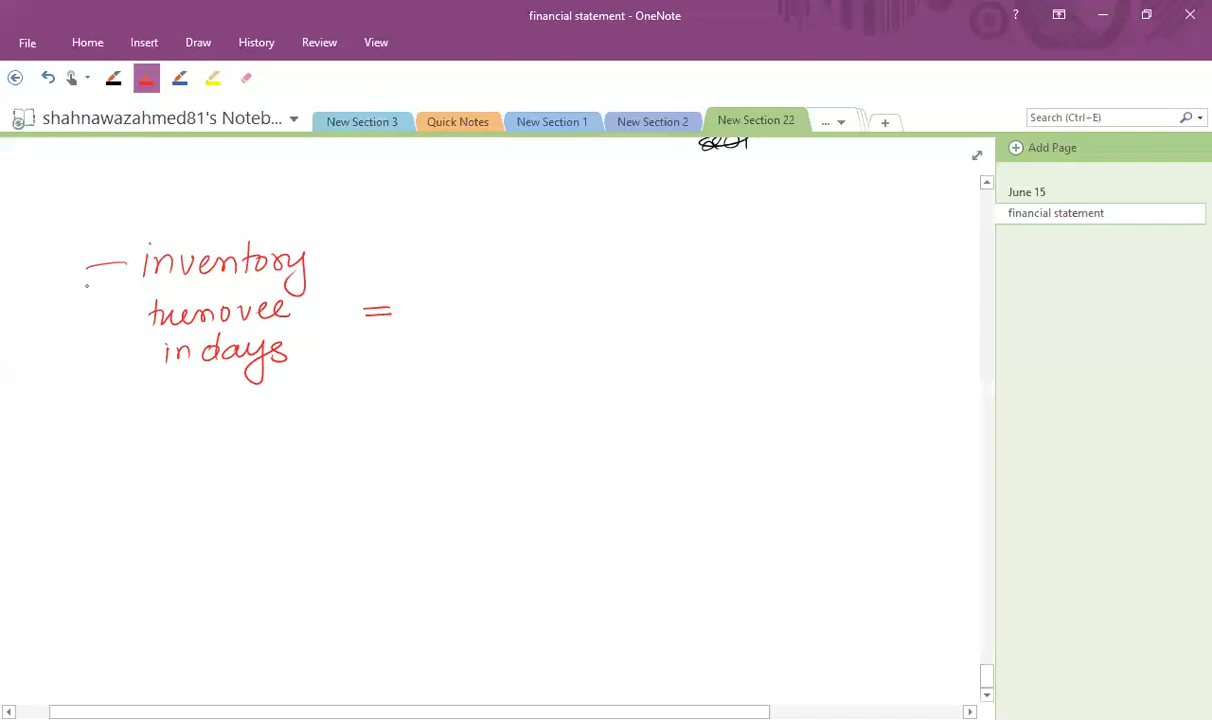 financial statement - OneNote
?
File Home Insert Draw History Review View
shahnawazahmed81's Noteb...
New Section 3 Quick Notes New Section 1 New Section 2 New Section 22 ...
Search (Ctrl-E)
Add Page
June 15
financial statement
— inventory
turnover =
in days